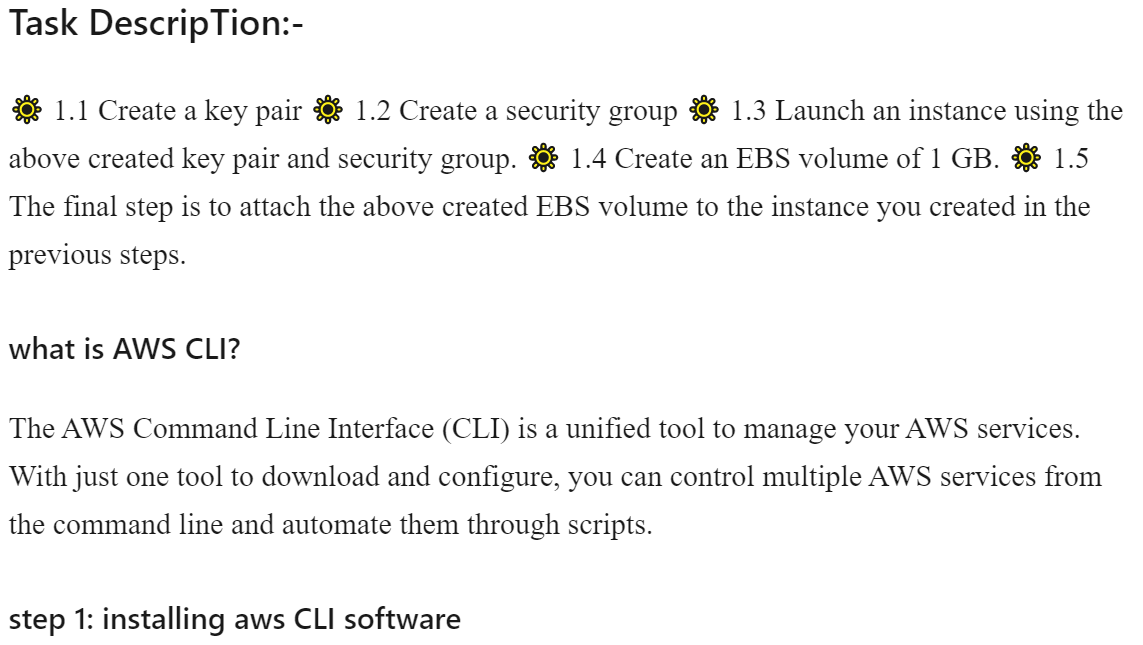 Task DescripTion:-
🔅 1.1 Create a key pair 🔅 1.2 Create a security group 🔅 1.3 Launch an instance using the
above created key pair and security group. 🔅 1.4 Create an EBS volume of 1 GB. 🔅 1.5
The final step is to attach the above created EBS volume to the instance you created in the
previous steps.
what is AWS CLI?
The AWS Command Line Interface (CLI) is a unified tool to manage your AWS services.
With just one tool to download and configure, you can control multiple AWS services from
the command line and automate them through scripts.
step 1: installing aws CLI software